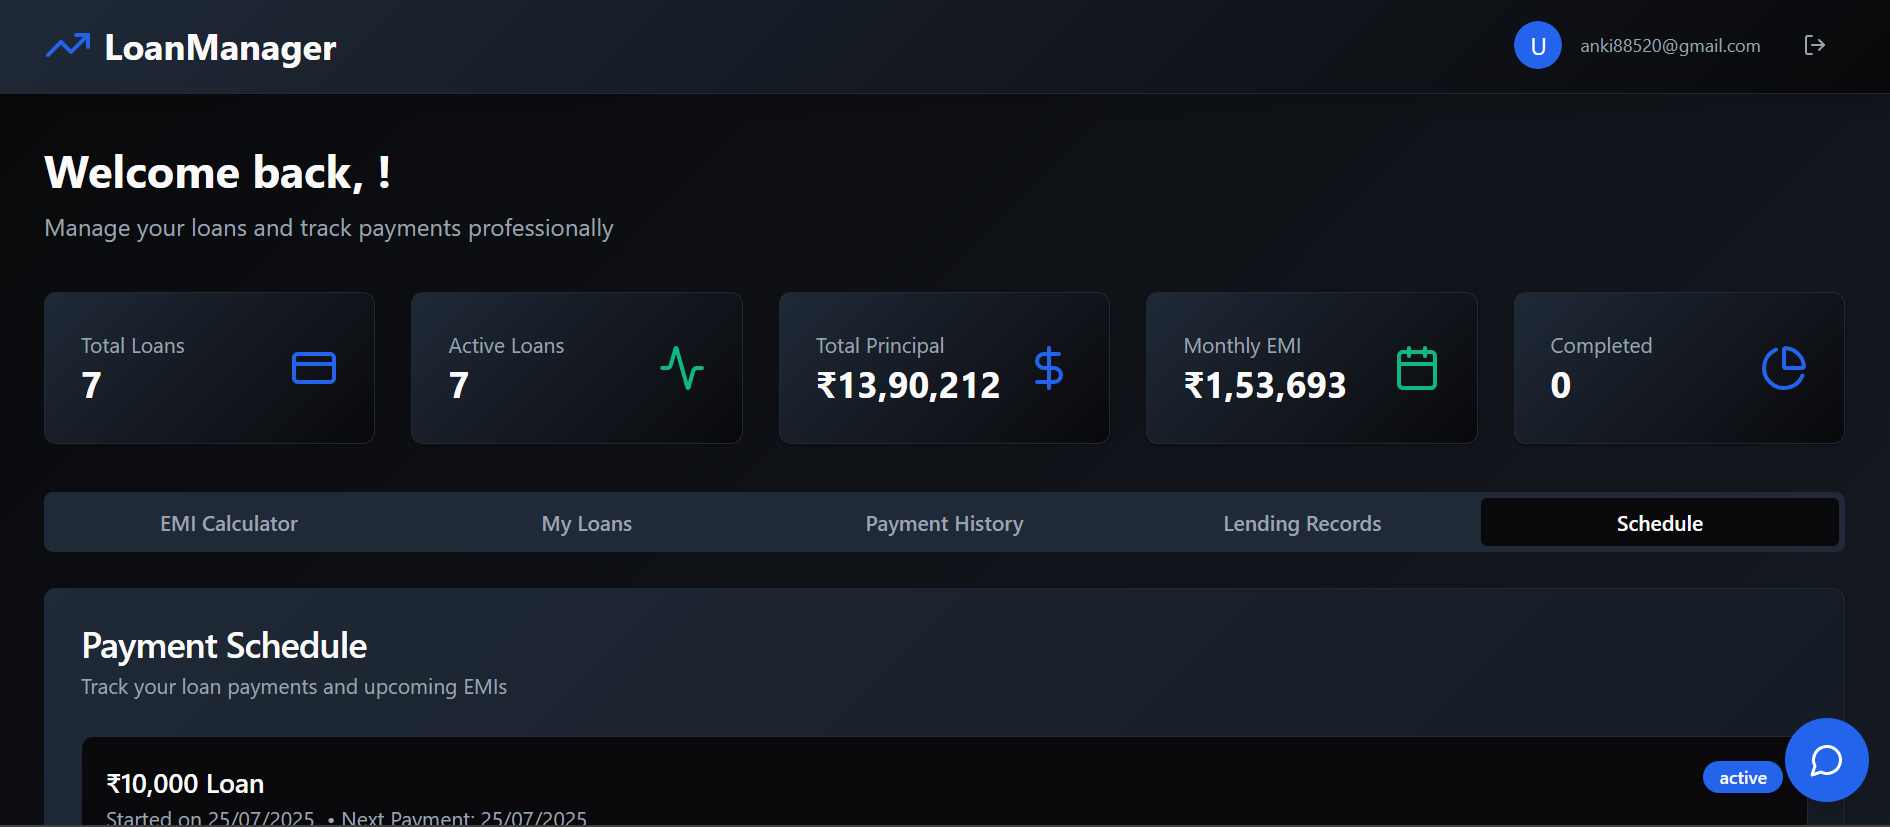 LoanManager
U anki88520@gmail.com
Welcome back, !
Manage your loans and track payments professionally
Total Loans
7
Active Loans
7
Total Principal
₹13,90,212
Monthly EMI
₹1,53,693
Completed
0
EMI Calculator
My Loans
Payment History
Lending Records
Schedule
Payment Schedule
Track your loan payments and upcoming EMIs
₹10,000 Loan
active
Started on 25/07/2025 • Next Payment: 25/07/2025